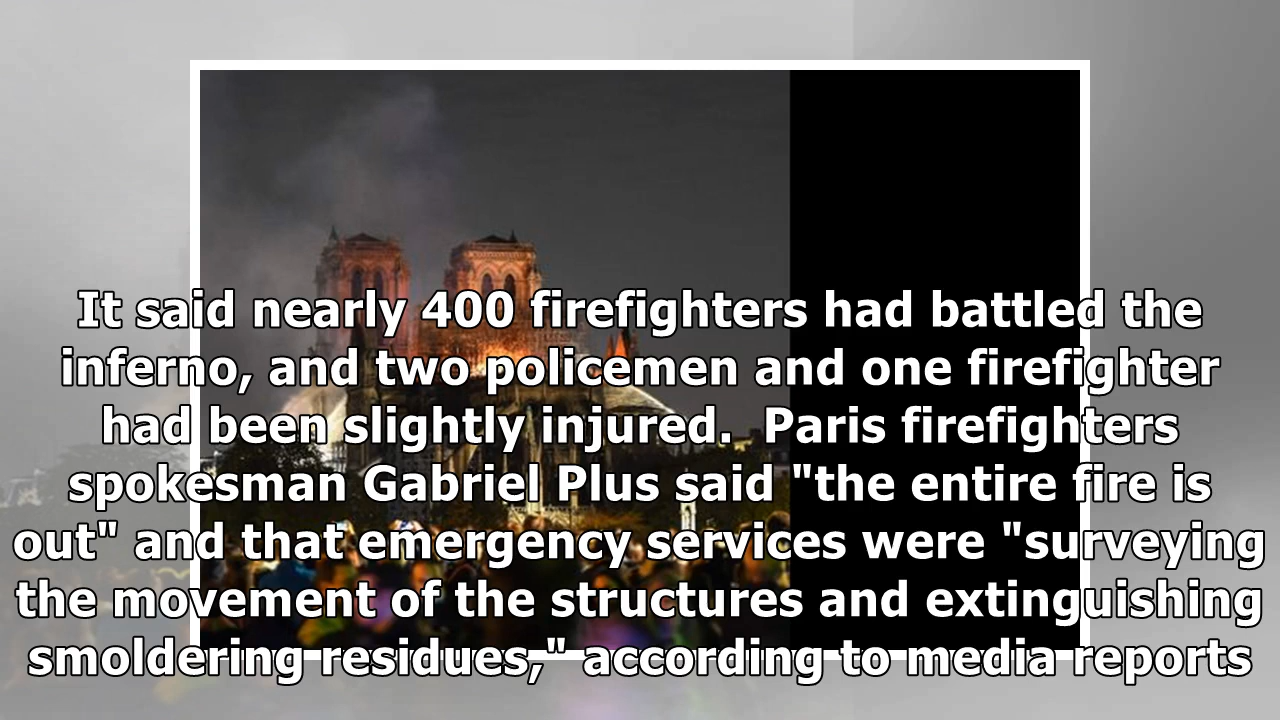 It said nearly 400 firefighters had battled the
inferno, and two policemen and one firefighter
had been slightly injured.  Paris firefighters
spokesman Gabriel Plus said "the entire fire is
out" and that emergency services were "surveying
the movement of the structures and extinguishing
smoldering residues," according to media reports